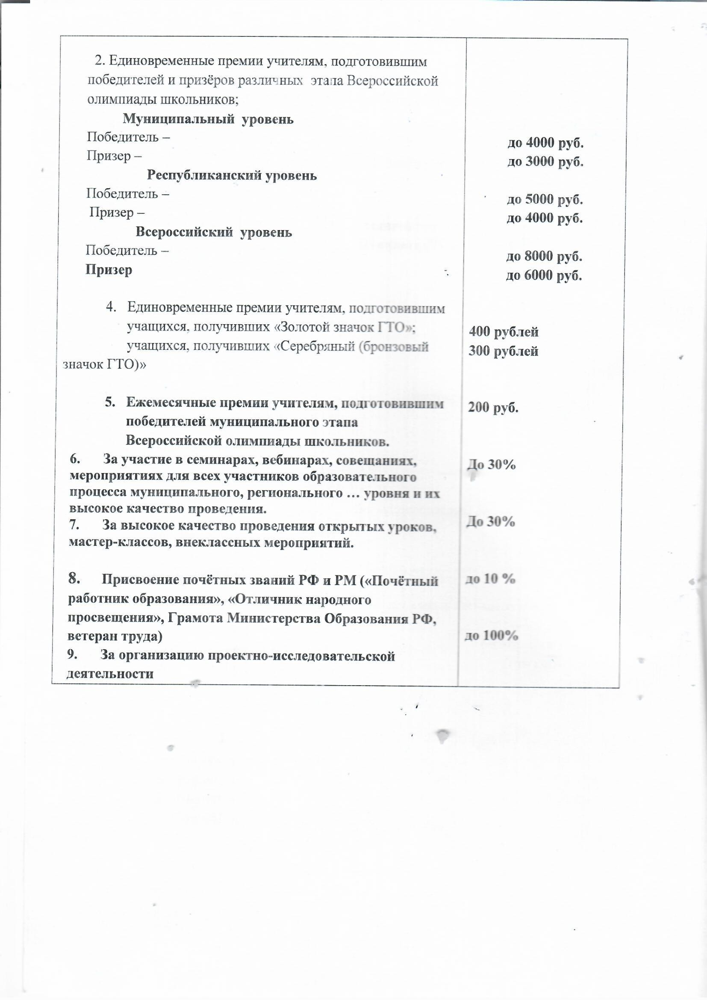 2. Единовременные премии учителям, подготовившим
победителей и призёров различных этапа Всероссийской
олимпиады школьников;
Муниципальный уровень
Победитель – до 4000 руб.
Призер – до 3000 руб.
Республиканский уровень
Победитель – до 5000 руб.
Призер – до 4000 руб.
Всероссийский уровень
Победитель – до 8000 руб.
Призер до 6000 руб.
4. Единовременные премии учителям, подготовившим
учащихся, получивших «Золотой значок ГТО»; 400 рублей
учащихся, получивших «Серебряный (бронзовый 300 рублей
значок ГТО)»
5. Ежемесячные премии учителям, подготовившим 200 руб.
победителей муниципального этапа
Всероссийской олимпиады школьников.
6. За участие в семинарах, вебинарах, совещаниях, До 30%
мероприятиях для всех участников образовательного
процесса муниципального, регионального ... уровня и их
высокое качество проведения.
7. За высокое качество проведения открытых уроков, До 30%
мастер-классов, внеклассных мероприятий.
8. Присвоение почётных званий РФ и РМ («Почётный до 10 %
работник образования», «Отличник народного
просвещения», Грамота Министерства Образования РФ,
ветеран труда) до 100%
9. За организацию проектно-исследовательской
деятельности